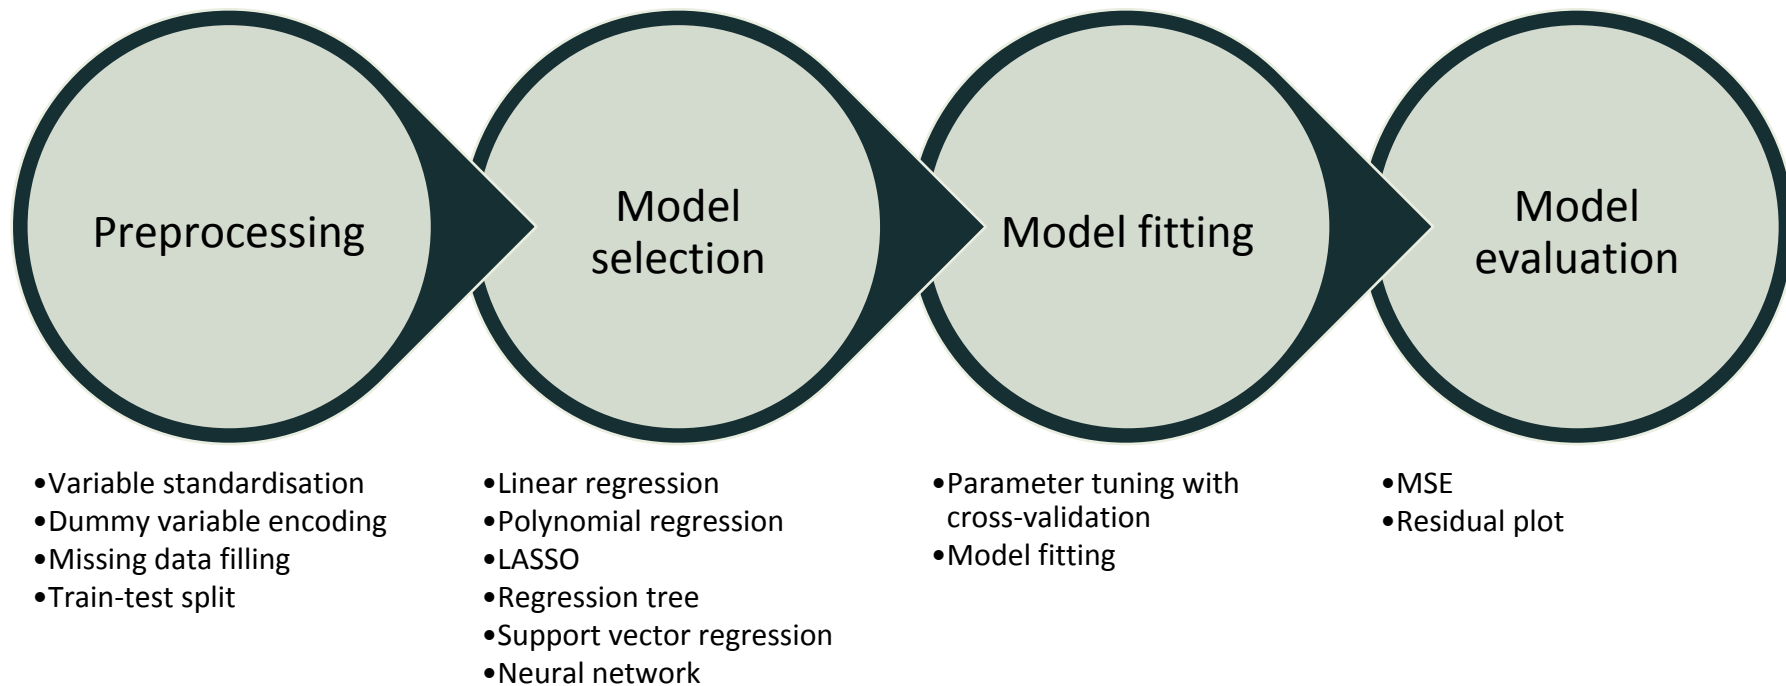 Preprocessing
Model
selection
Model fitting
Model
evaluation
•Variable standardisation
•Dummy variable encoding
•Missing data filling
•Train-test split
•Linear regression
•Polynomial regression
•LASSO
•Regression tree
•Support vector regression
•Neural network
•Parameter tuning with
cross-validation
•Model fitting
•MSE
•Residual plot